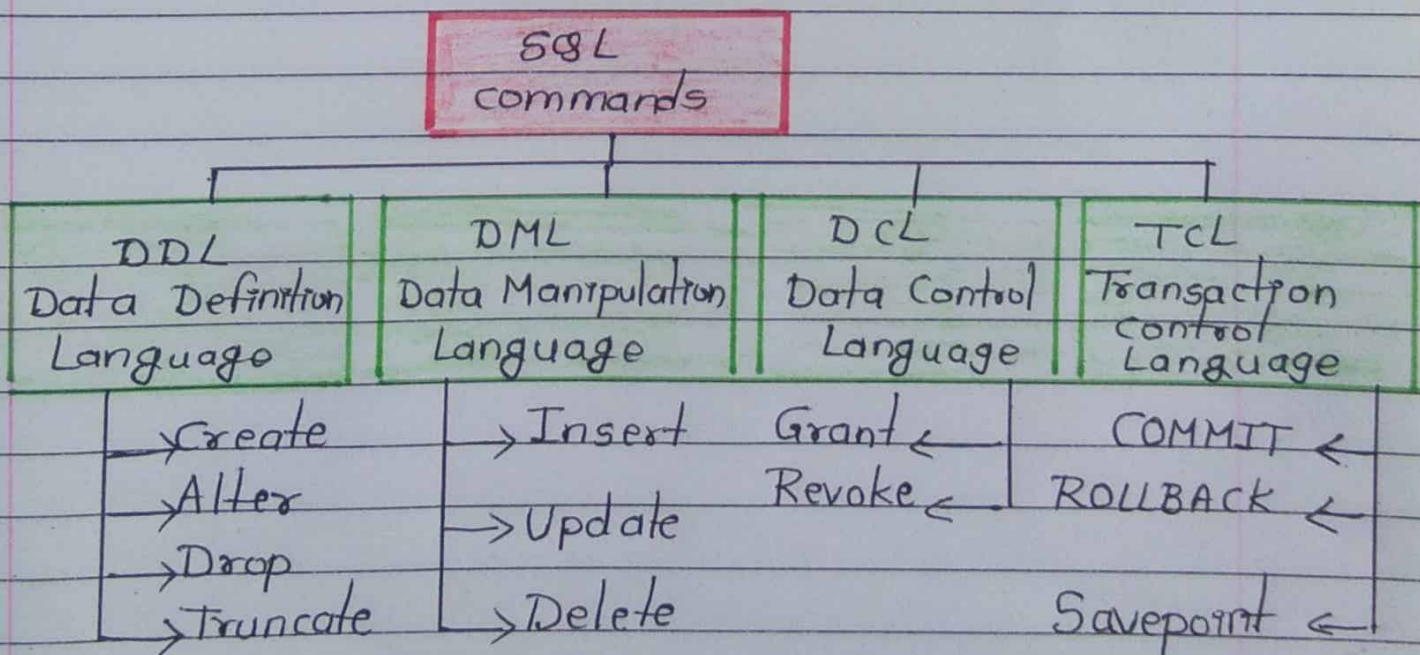 SQL
commands
DDL
Data Definition
Language
DML
Data Manipulation
Language
DCL
Data Control
Language
TCL
Transaction
control
Language
Create
Alter
Drop
Truncate
Insert
Update
Delete
Grant
Revoke
COMMIT
ROLLBACK
Savepoint